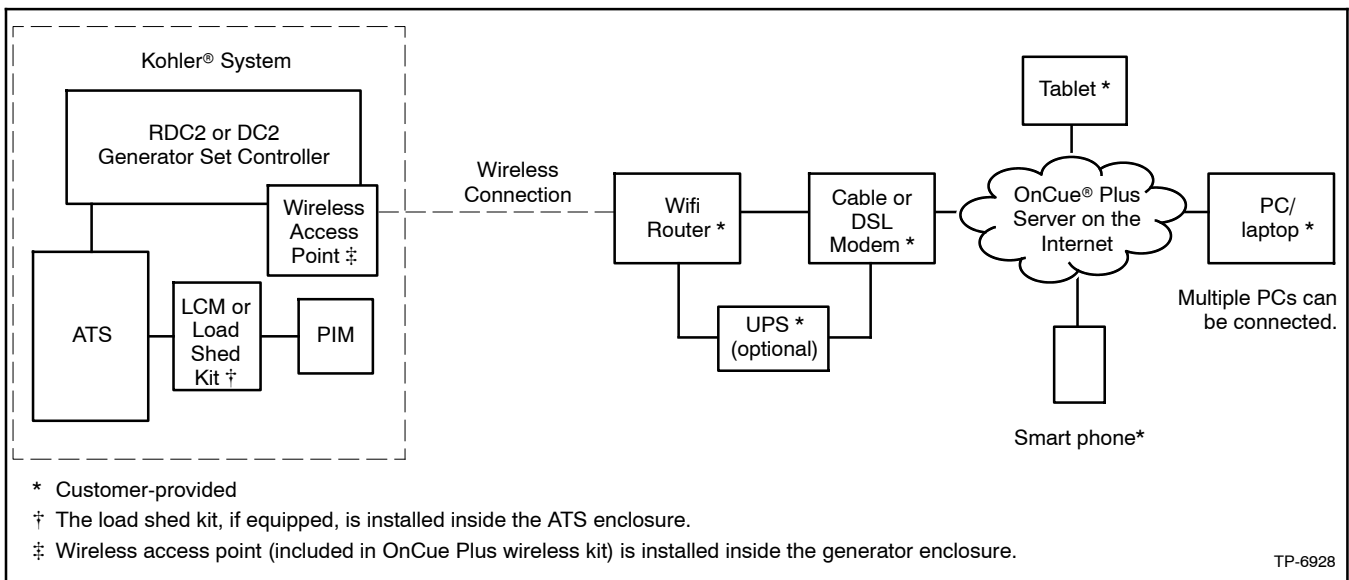 Kohler® System
RDC2 or DC2
Generator Set Controller
Wireless
Access
Point ‡
ATS
LCM or
Load
Shed
Kit †
PIM
Wireless
Connection
Wifi
Router *
Cable or
DSL
Modem *
UPS *
(optional)
Tablet *
OnCue® Plus
Server on the
Internet
PC/
laptop *
Multiple PCs can
be connected.
Smart phone*
* Customer-provided
† The load shed kit, if equipped, is installed inside the ATS enclosure.
‡ Wireless access point (included in OnCue Plus wireless kit) is installed inside the generator enclosure.
TP-6928